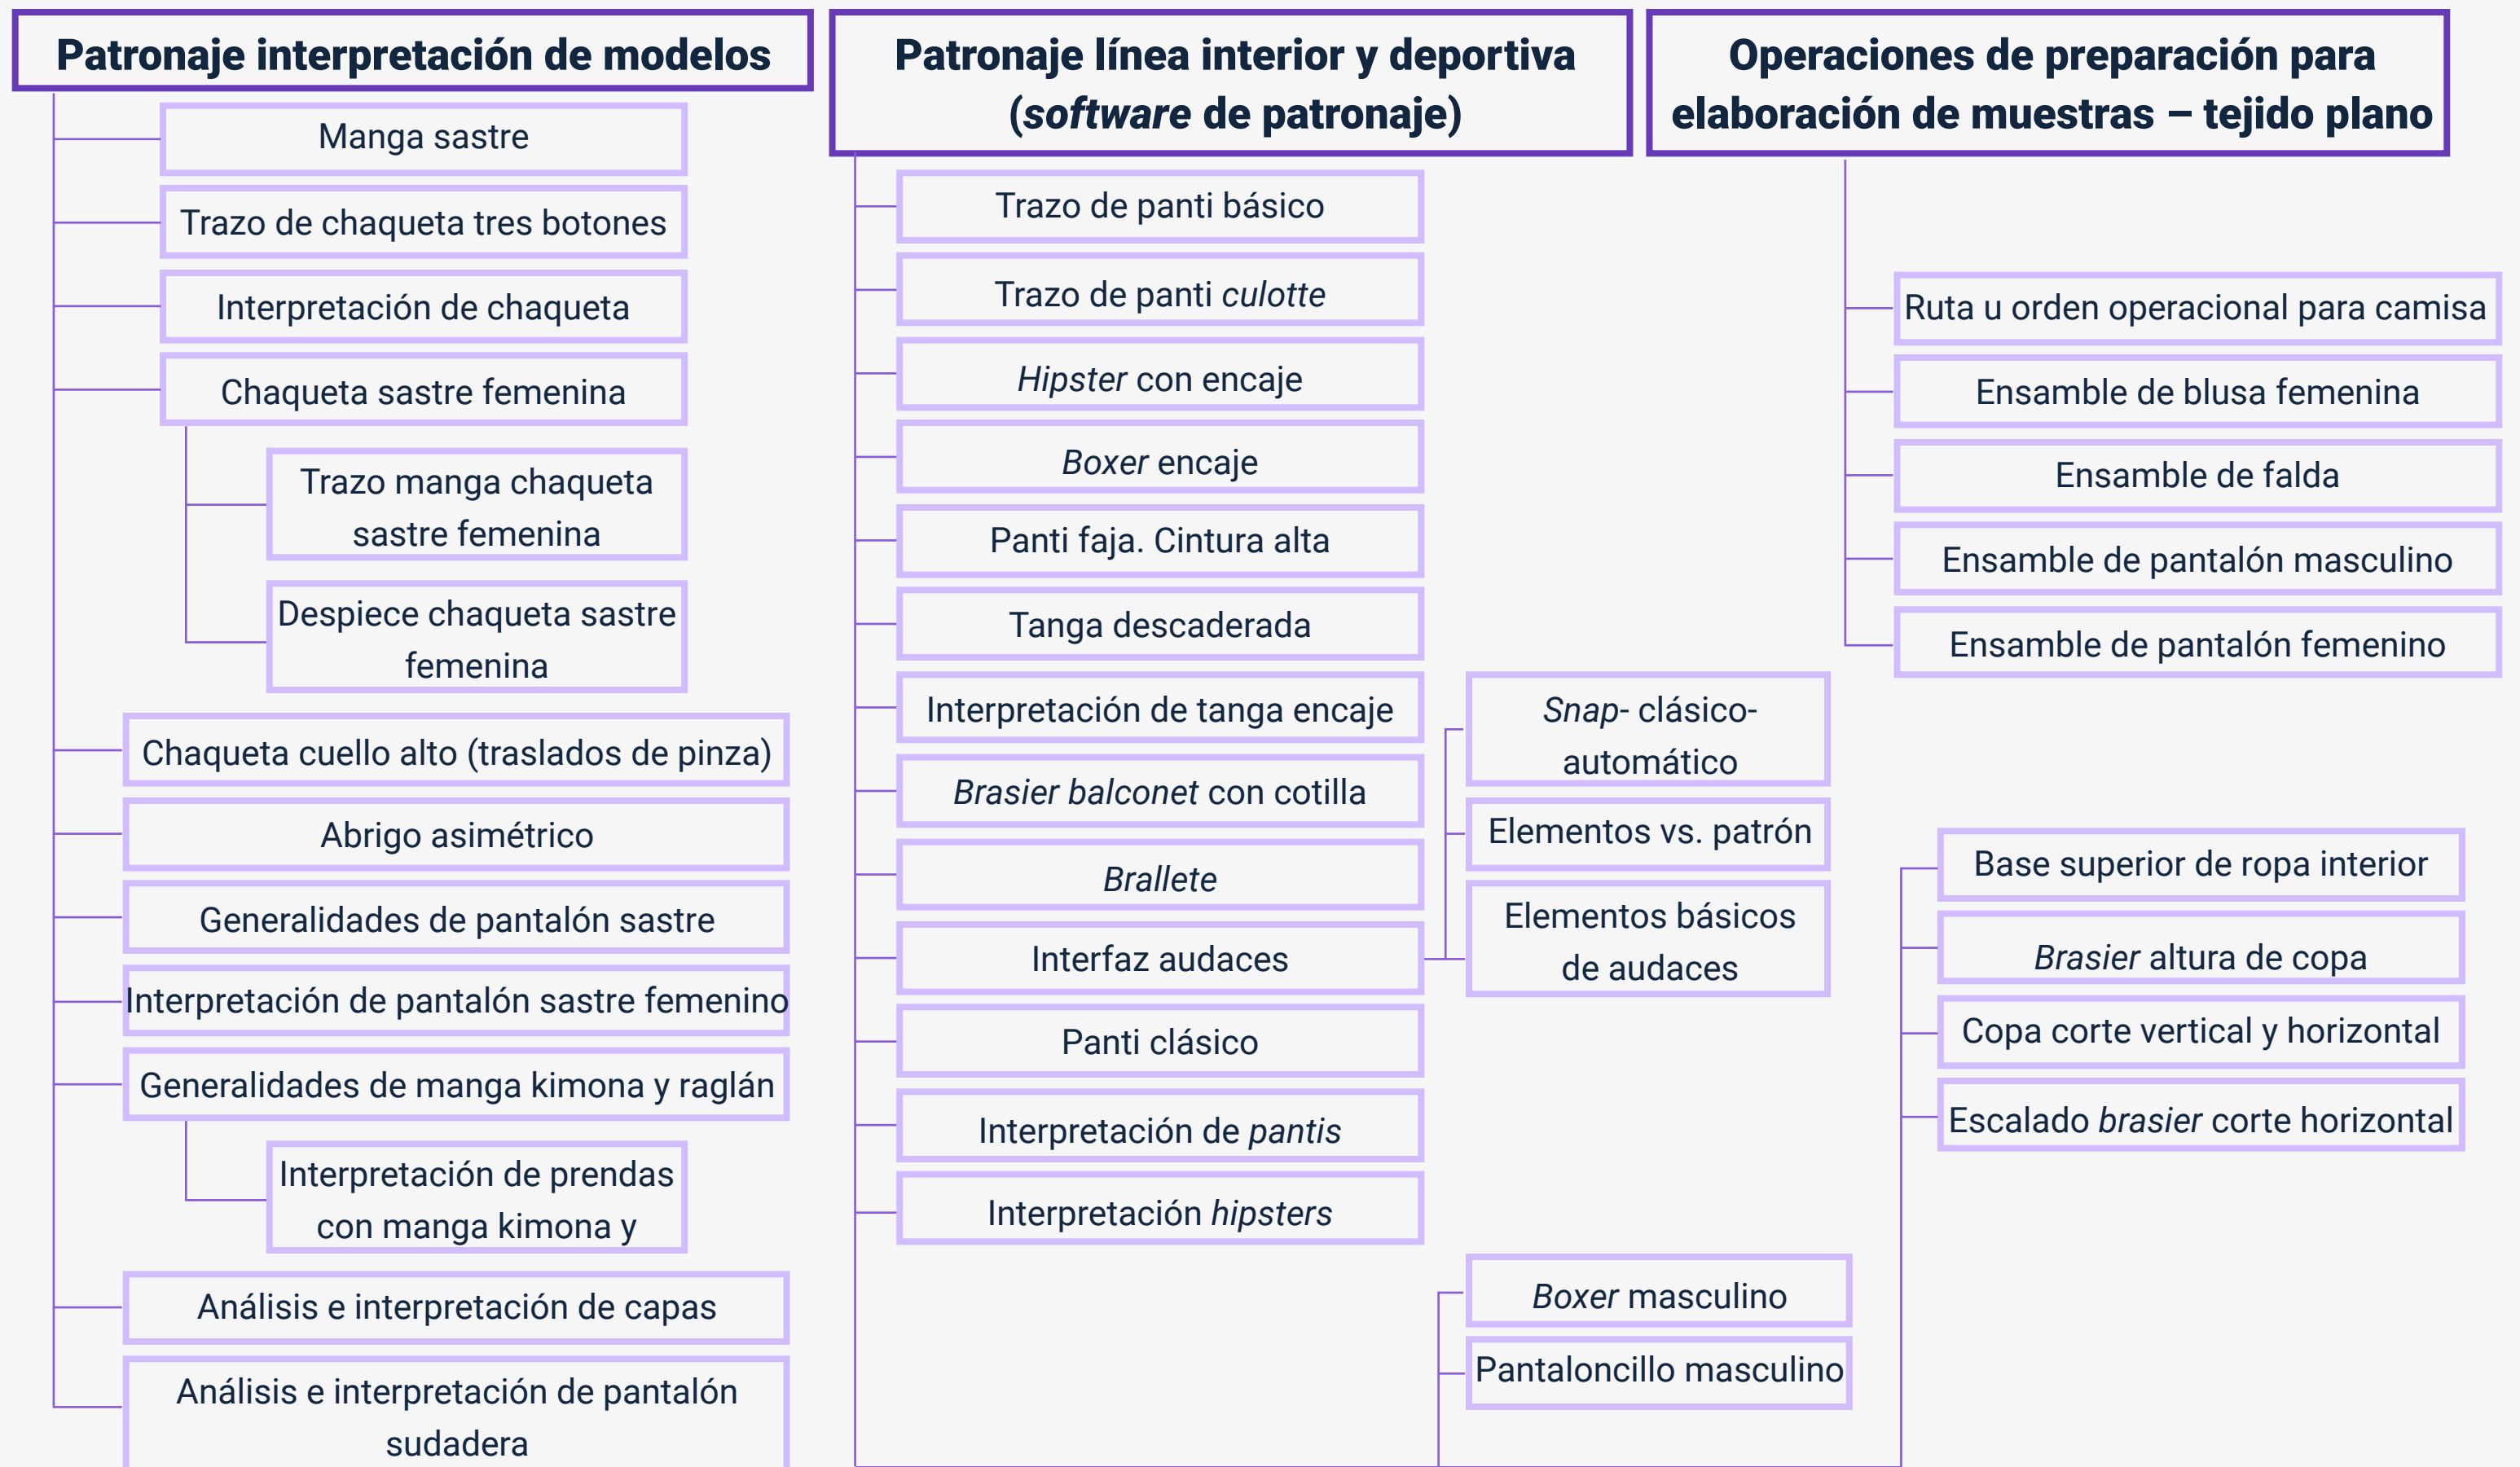 Patronaje interpretación de modelos
Manga sastre
Trazo de chaqueta tres botones
Interpretación de chaqueta
Chaqueta sastre femenina
Trazo manga chaqueta
sastre femenina
Despiece chaqueta sastre
femenina
Chaqueta cuello alto (traslados de pinza)
Abrigo asimétrico
Generalidades de pantalón sastre
Interpretación de pantalón sastre femenino
Generalidades de manga kimona y raglán
Interpretación de prendas
con manga kimona y
Análisis e interpretación de capas
Análisis e interpretación de pantalón
sudadera
Patronaje línea interior y deportiva
(software de patronaje)
Trazo de panti básico
Trazo de panti culotte
Hipster con encaje
Boxer encaje
Panti faja. Cintura alta
Tanga descaderada
Interpretación de tanga encaje
Brasier balconet con cotilla
Brallete
Interfaz audaces
Snap- clásico-
automático
Elementos vs. patrón
Elementos básicos
de audaces
Panti clásico
Interpretación de pantis
Interpretación hipsters
Boxer masculino
Pantaloncillo masculino
Base superior de ropa interior
Brasier altura de copa
Copa corte vertical y horizontal
Escalado brasier corte horizontal
Operaciones de preparación para
elaboración de muestras – tejido plano
Ruta u orden operacional para camisa
Ensamble de blusa femenina
Ensamble de falda
Ensamble de pantalón masculino
Ensamble de pantalón femenino